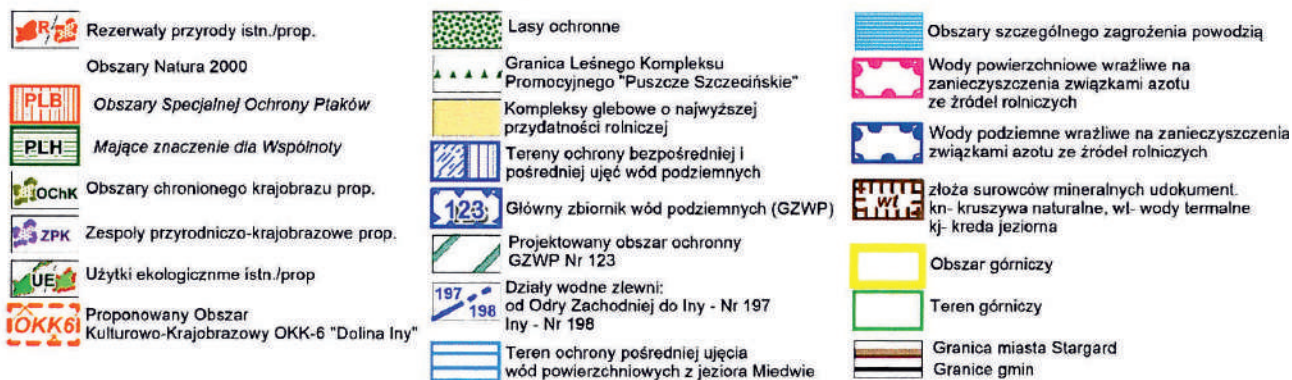 R/ Rezerwaty przyrody istn./prop.
Obszary Natura 2000
PLB Obszary Specjalnej Ochrony Ptaków
PLH Mające znaczenie dla Wspólnoty
OChK Obszary chronionego krajobrazu prop.
ZPK Zespoły przyrodniczo-krajobrazowe prop.
UE Użytki ekologicznme istn./prop
OKK6 Proponowany Obszar
Kulturowo-Krajobrazowy OKK-6 "Dolina Iny"
Lasy ochronne
Granica Leśnego Kompleksu
Promocyjnego "Puszcze Szczecińskie"
Kompleksy glebowe o najwyższej
przydatności rolniczej
Tereny ochrony bezpośredniej i
pośredniej ujęć wód podziemnych
123 Główny zbiornik wód podziemnych (GZWP)
Projektowany obszar ochronny
GZWP Nr 123
197 198 Działy wodne zlewni:
od Odry Zachodniej do Iny - Nr 197
Iny - Nr 198
Teren ochrony pośredniej ujęcia
wód powierzchniowych z jeziora Miedwie
Obszary szczególnego zagrożenia powodzią
Wody powierzchniowe wrażliwe na
zanieczyszczenia związkami azotu
ze źródeł rolniczych
Wody podziemne wrażliwe na zanieczyszczenia
związkami azotu ze źródeł rolniczych
wt złoża surowców mineralnych udokument.
kn- kruszywa naturalne, wt- wody termalne
kj- kreda jeziorna
Obszar górniczy
Teren górniczy
Granica miasta Stargard
Granice gmin